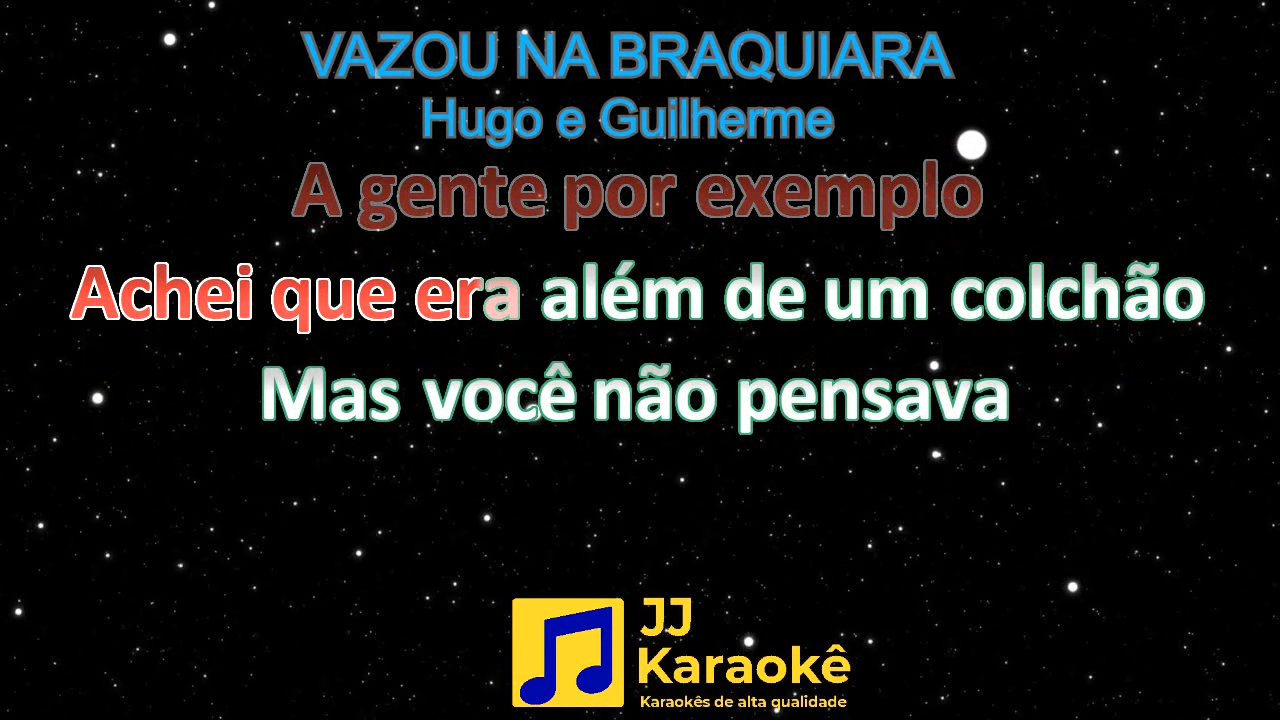 VAZOU NA BRAQUIARA
Hugo e Guilherme
A gente por exemplo
Achei que era além de um colchão
Mas você não pensava
JJ
Karaokê
Karaokês de alta qualidade